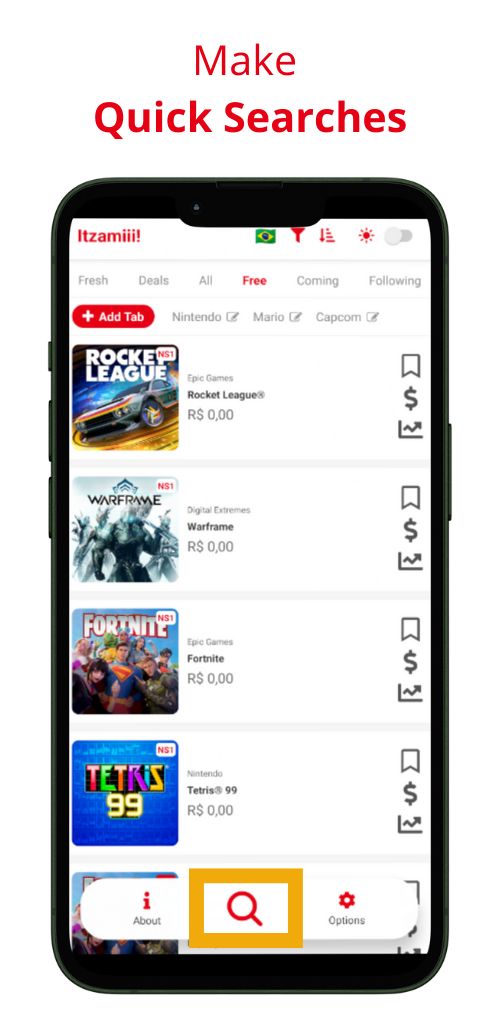 Make
Quick Searches
Itzamiii!
Fresh Deals All Free Coming Following
+ Add Tab Nintendo Mario Capcom
ROCKET LEAGUE
NS1
Epic Games
Rocket League®
R$ 0,00
WARFRAME
NS1
Digital Extremes
Warframe
R$ 0,00
FORTNITE
NS1
Epic Games
Fortnite
R$ 0,00
TETRIS
99
NS1
Nintendo
Tetris® 99
R$ 0,00
About
Options